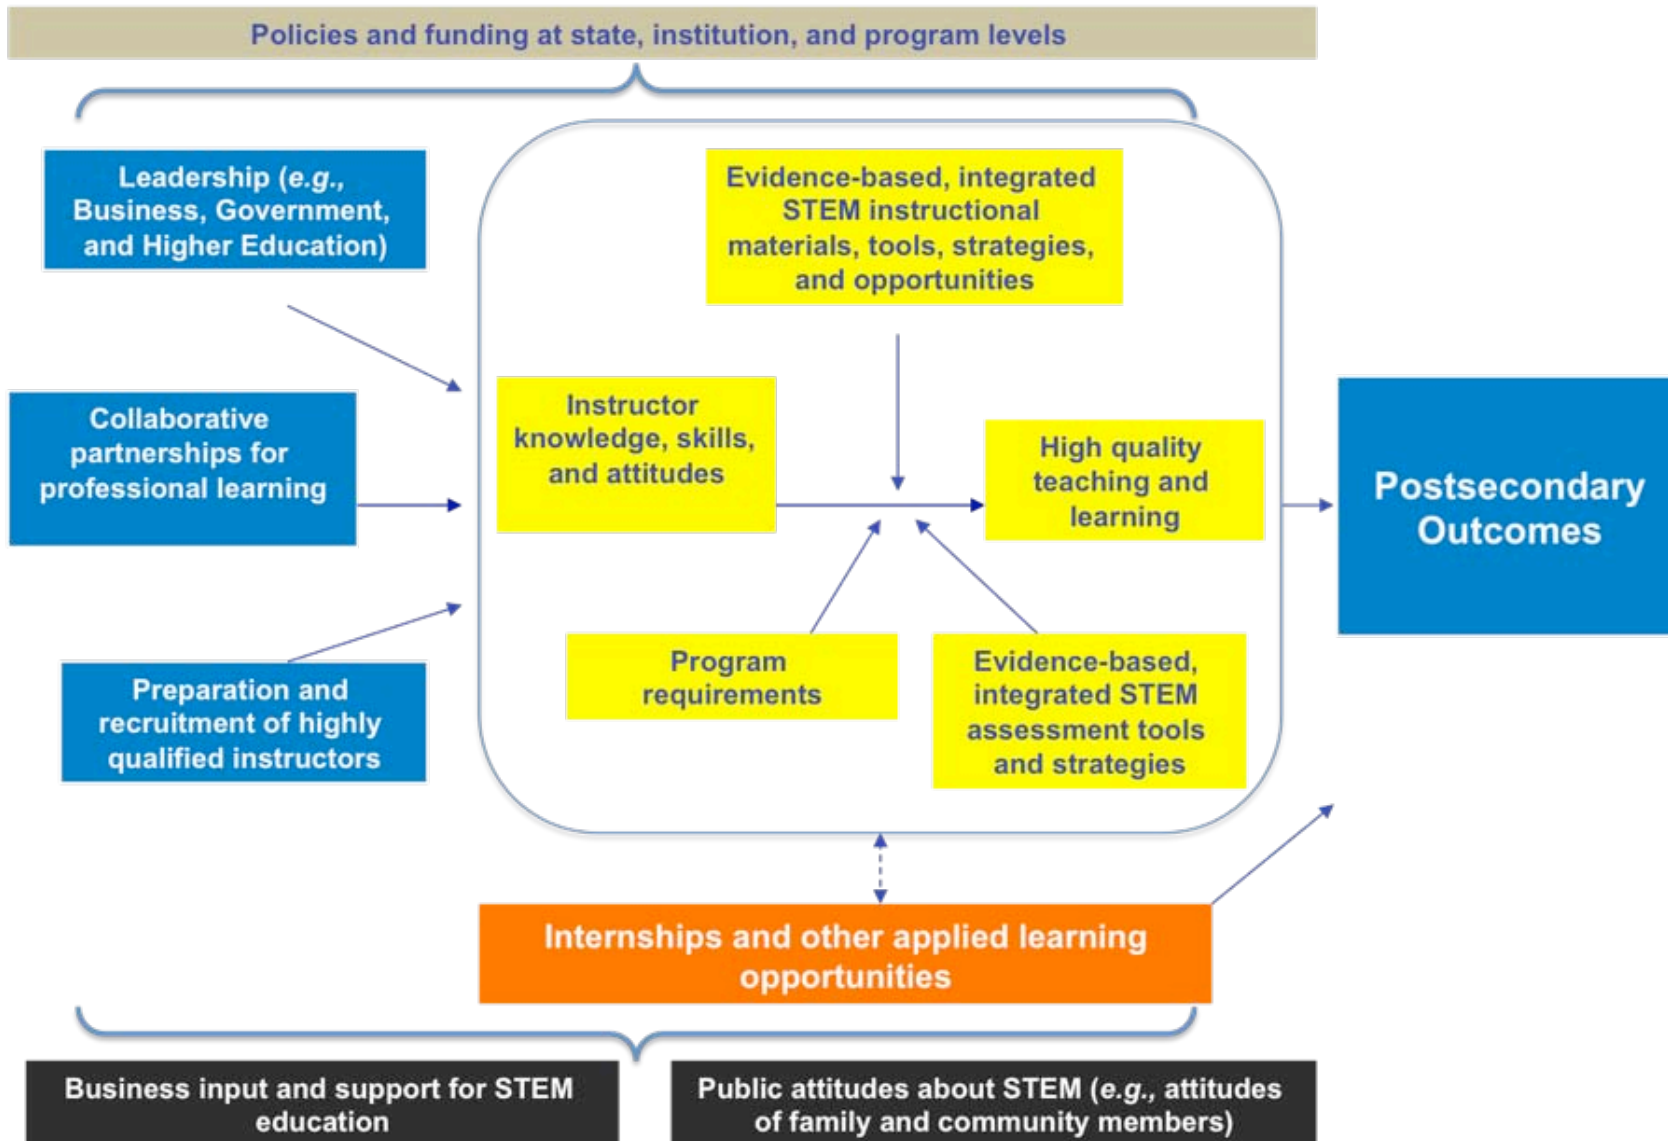 Policies and funding at state, institution, and program levels
Leadership (e.g.,
Business, Government,
and Higher Education)
Evidence-based, integrated
STEM instructional
materials, tools, strategies,
and opportunities
Collaborative
partnerships for
professional learning
Instructor
knowledge, skills,
and attitudes
High quality
teaching and
learning
Postsecondary
Outcomes
Preparation and
recruitment of highly
qualified instructors
Program
requirements
Evidence-based,
integrated STEM
assessment tools
and strategies
Internships and other applied learning
opportunities
Business input and support for STEM
education
Public attitudes about STEM (e.g., attitudes
of family and community members)